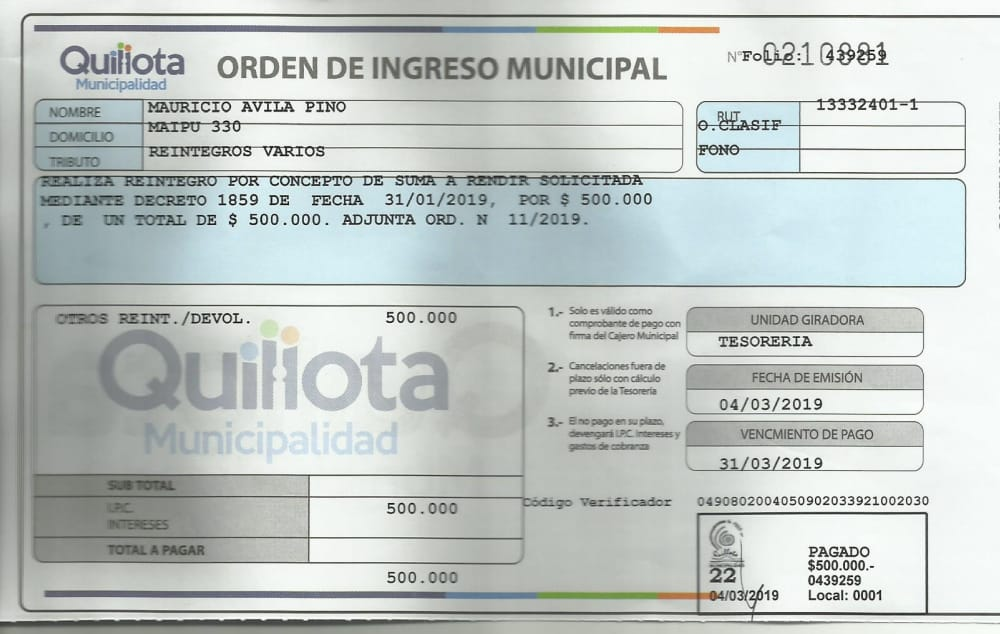 Quillota
Municipalidad
ORDEN DE INGRESO MUNICIPAL
N° Folio: 439259
NOMBRE MAURICIO AVILA PINO
DOMICILIO MAIPU 330
TRIBUTO REINTEGROS VARIOS
RUT 13332401-1
O.CLASIF
FONO
REALIZA REINTEGRO POR CONCEPTO DE SUMA A RENDIR SOLICITADA
MEDIANTE DECRETO 1859 DE FECHA 31/01/2019, POR $ 500.000
, DE UN TOTAL DE $ 500.000. ADJUNTA ORD. N 11/2019.
OTROS REINT./DEVOL. 500.000
Quillota
Municipalidad
SUB TOTAL
I.P.C. 500.000
INTERESES
TOTAL A PAGAR
500.000
1.- Solo es válido como
comprobante de pago con
firma del Cajero Municipal
2.- Cancelaciones fuera de
plazo sólo con cálculo
previo de la Tesorería
3.- El no pago en su plazo,
devengará I.P.C. Intereses y
gastos de cobranza
UNIDAD GIRADORA
TESORERIA
FECHA DE EMISIÓN
04/03/2019
VENCMIENTO DE PAGO
31/03/2019
Código Verificador 0490802004050902033921002030
22
04/03/2019
PAGADO
$500.000.-
0439259
Local: 0001